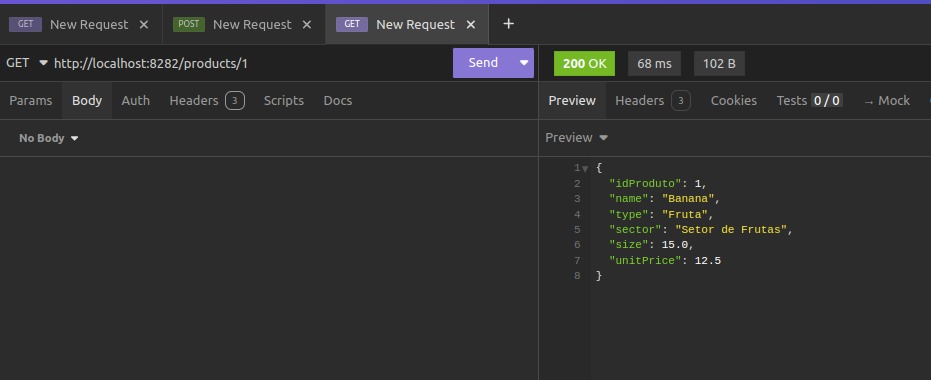 GET New Request × POST New Request × GET New Request × +
GET http://localhost:8282/products/1 Send 200 OK 68 ms 102 B
Params Body Auth Headers 3 Scripts Docs Preview Headers 3 Cookies Tests 0 / 0 → Mock
No Body Preview
1 {
2 "idProduto": 1,
3 "name": "Banana",
4 "type": "Fruta",
5 "sector": "Setor de Frutas",
6 "size": 15.0,
7 "unitPrice": 12.5
8 }